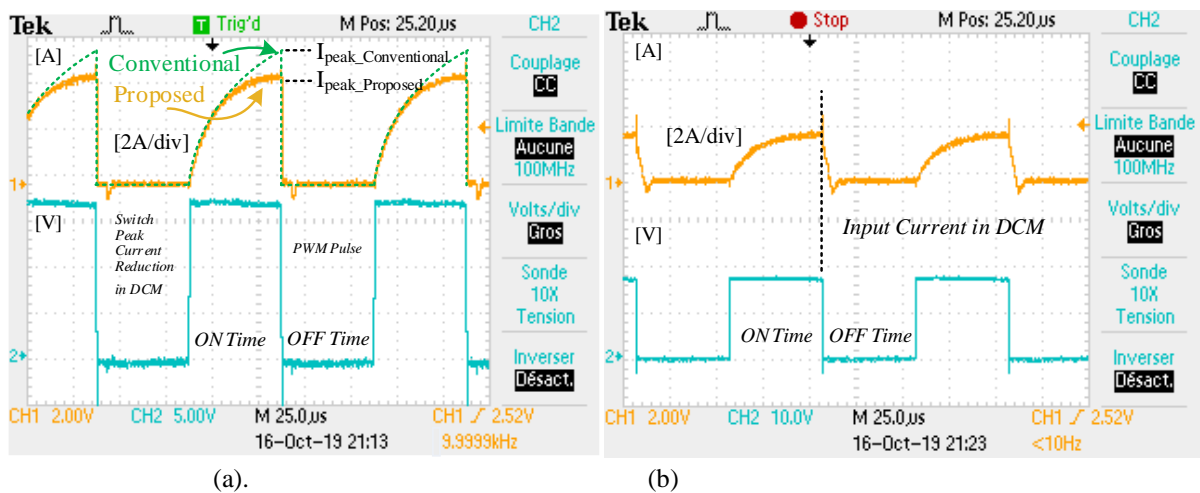 Tek
T Trig'd
M Pos: 25.20µs
CH2
[A]
Conventional
Proposed
I_peak_Conventional
I_peak_Proposed
[2A/div]
1
Couplage
CC
Limite Bande
Aucune
100MHz
Volts/div
Gros
Sonde
10X
Tension
Inverser
Désact.
[V]
Switch
Peak
Current
Reduction
in DCM
PWM Pulse
ON Time
OFF Time
2
CH1 2.00V
CH2 5.00V
M 25.0µs
CH1 / 2.52V
16-Oct-19 21:13
9.9999kHz
(a).
Tek
Stop
M Pos: 25.20µs
CH2
[A]
[2A/div]
1
Couplage
CC
Limite Bande
Aucune
100MHz
Volts/div
Gros
Sonde
10X
Tension
Inverser
Désact.
[V]
Input Current in DCM
ON Time
OFF Time
2
CH1 2.00V
CH2 10.0V
M 25.0µs
CH1 / 2.52V
16-Oct-19 21:23
<10Hz
(b)